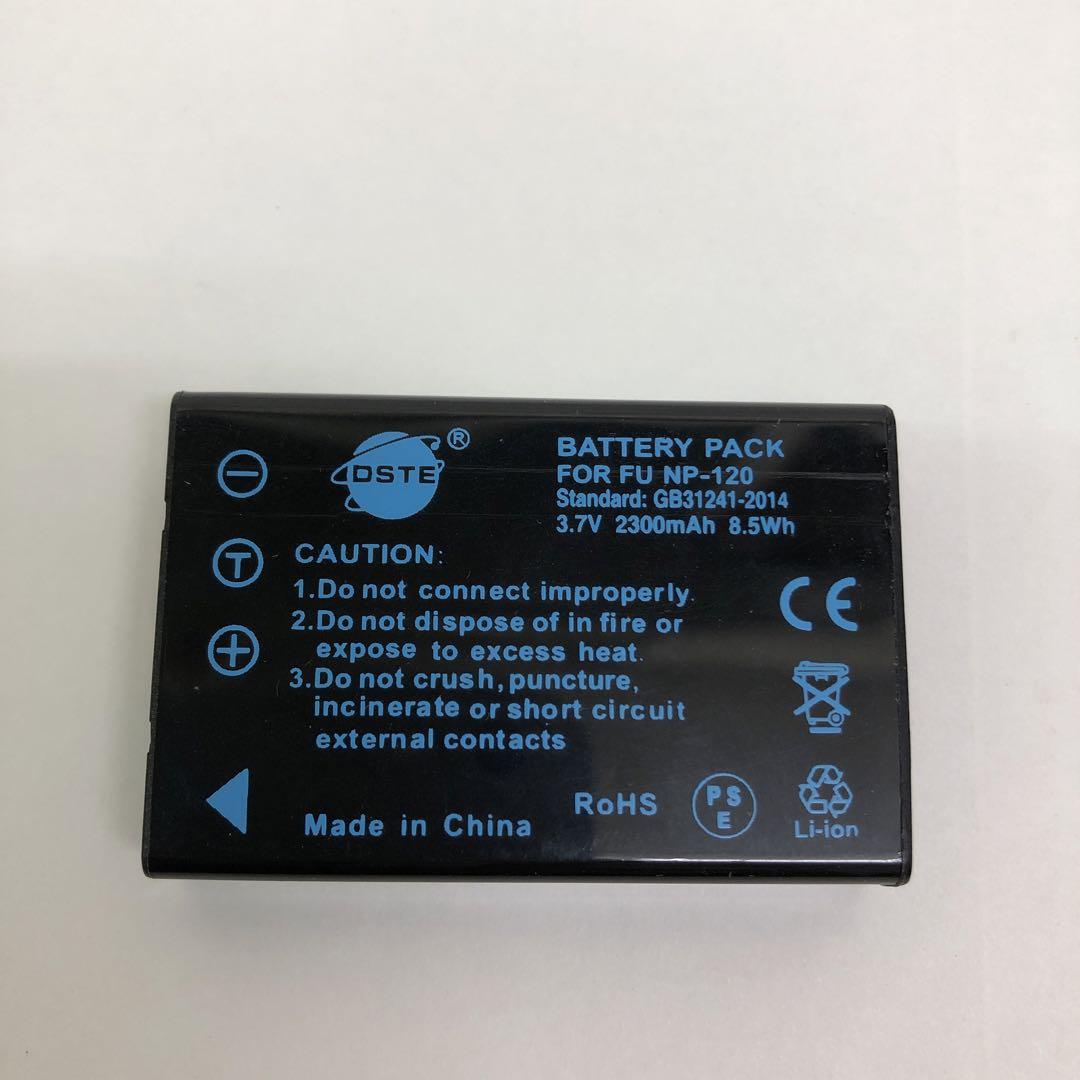 DSTE®
BATTERY PACK
FOR FU NP-120
Standard: GB31241-2014
3.7V 2300mAh 8.5Wh
T
CAUTION:
1.Do not connect improperly.
2.Do not dispose of in fire or
expose to excess heat.
3.Do not crush,puncture,
incinerate or short circuit
external contacts
CE
Made in China
RoHS
PS
E
Li-ion